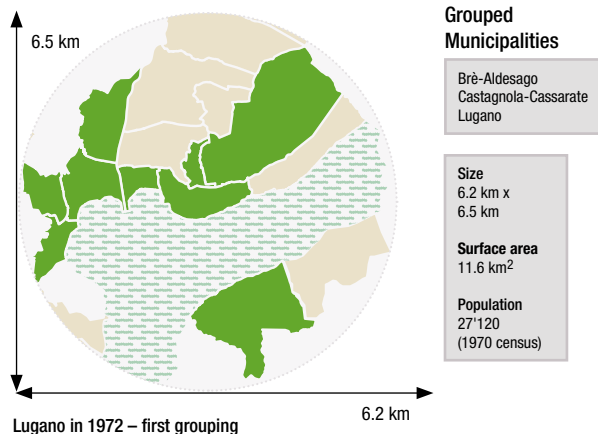 6.5 km
Grouped
Municipalities
Brè-Aldesago
Castagnola-Cassarate
Lugano
Size
6.2 km x
6.5 km
Surface area
11.6 km²
Population
27'120
(1970 census)
6.2 km
Lugano in 1972 – first grouping